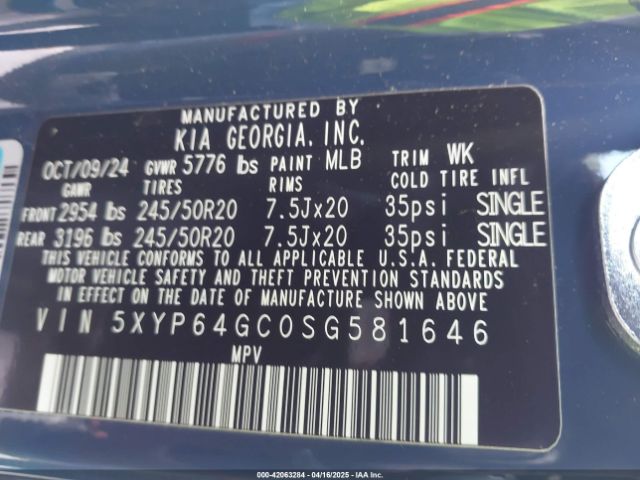 MANUFACTURED BY
KIA GEORGIA, INC.
OCT/09/24 GVWR 5776 lbs PAINT MLB TRIM WK
GAWR TIRES RIMS COLD TIRE INFL
FRONT 2954 lbs 245/50R20 7.5Jx20 35psi SINGLE
REAR 3196 lbs 245/50R20 7.5Jx20 35psi SINGLE
THIS VEHICLE CONFORMS TO ALL APPLICABLE U.S.A. FEDERAL
MOTOR VEHICLE SAFETY AND THEFT PREVENTION STANDARDS
IN EFFECT ON THE DATE OF MANUFACTURE SHOWN ABOVE.
VIN 5XYP64GC0SG581646
MPV
000-42063284 - 04/16/2025 - IAA Inc.